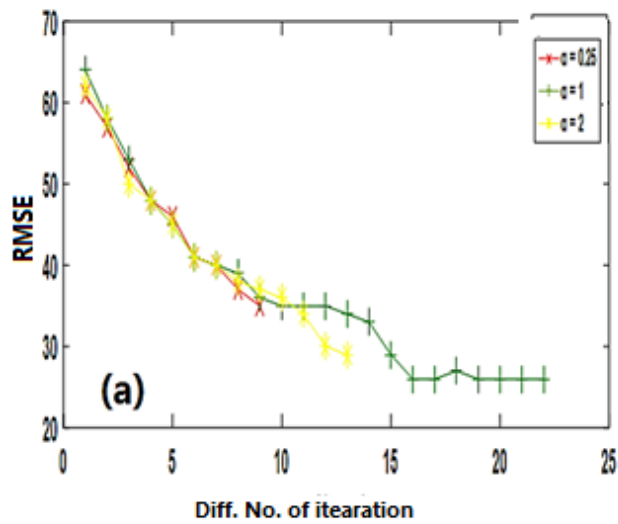 70
60
50
40
30
20
RMSE
α = 0.25
α = 1
α = 2
(a)
0 5 10 15 20 25
Diff. No. of itearation